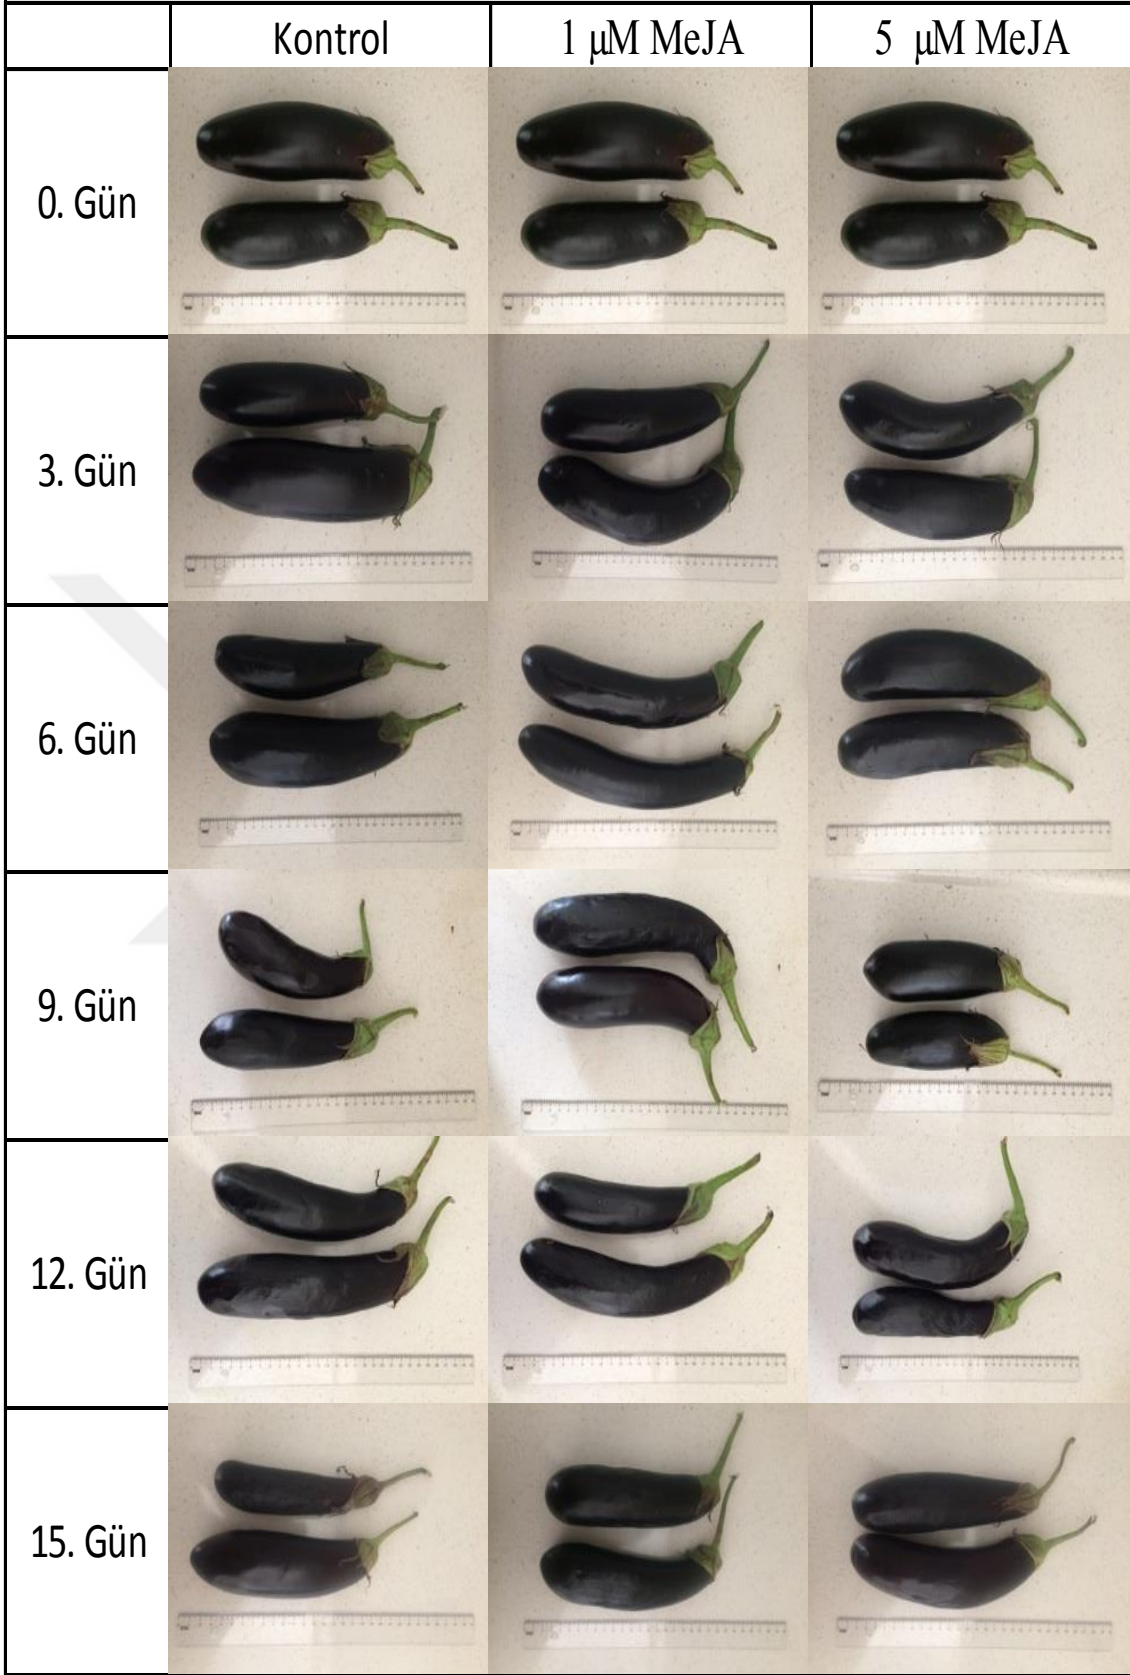 Kontrol
1 μM MeJA
5 μM MeJA
0. Gün
3. Gün
6. Gün
9. Gün
12. Gün
15. Gün